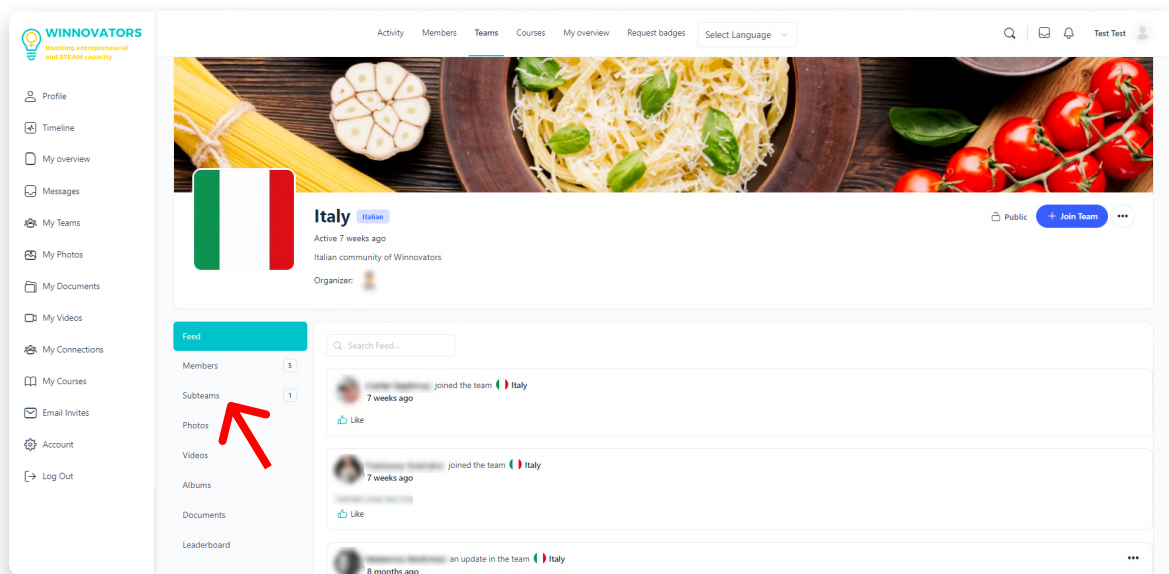 WINNOVATORS
Boosting entrepreneurial
and STEAM capacity
Activity Members Teams Courses My overview Request badges Select Language Test Test
Profile
Timeline
My overview
Messages
My Teams
My Photos
My Documents
My Videos
My Connections
My Courses
Email Invites
Account
Log Out
Italy Italian
Active 7 weeks ago
Italian community of Winnovators
Organizer:
Public + Join Team
Feed
Members 5
Subteams 1
Photos
Videos
Albums
Documents
Leaderboard
Search Feed...
joined the team Italy
7 weeks ago
Like
joined the team Italy
7 weeks ago
Like
an update in the team Italy
8 months ago